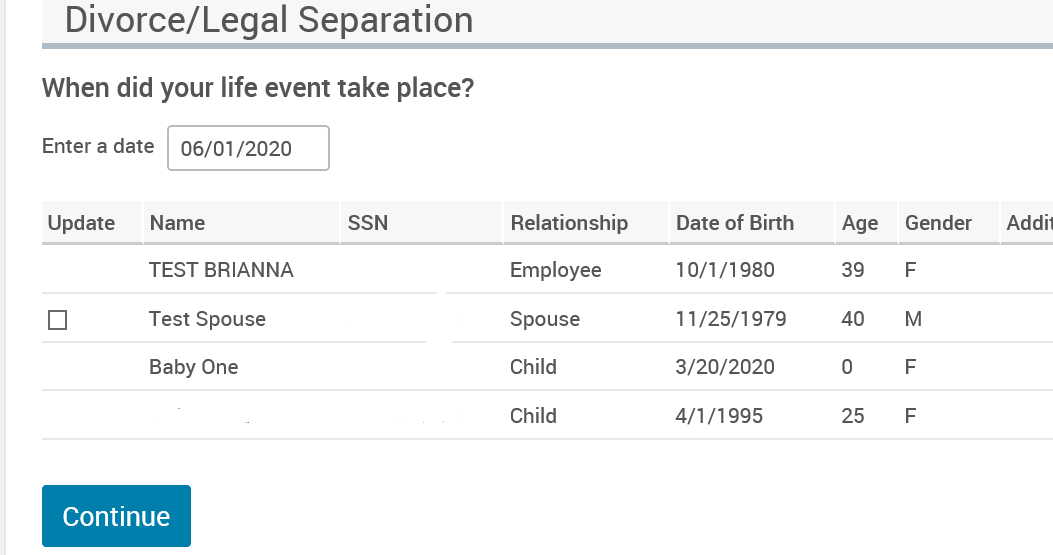 Divorce/Legal Separation
When did your life event take place?
Enter a date 06/01/2020
Update Name SSN Relationship Date of Birth Age Gender
TEST BRIANNA Employee 10/1/1980 39 F
Test Spouse Spouse 11/25/1979 40 M
Baby One Child 3/20/2020 0 F
Child 4/1/1995 25 F
Continue